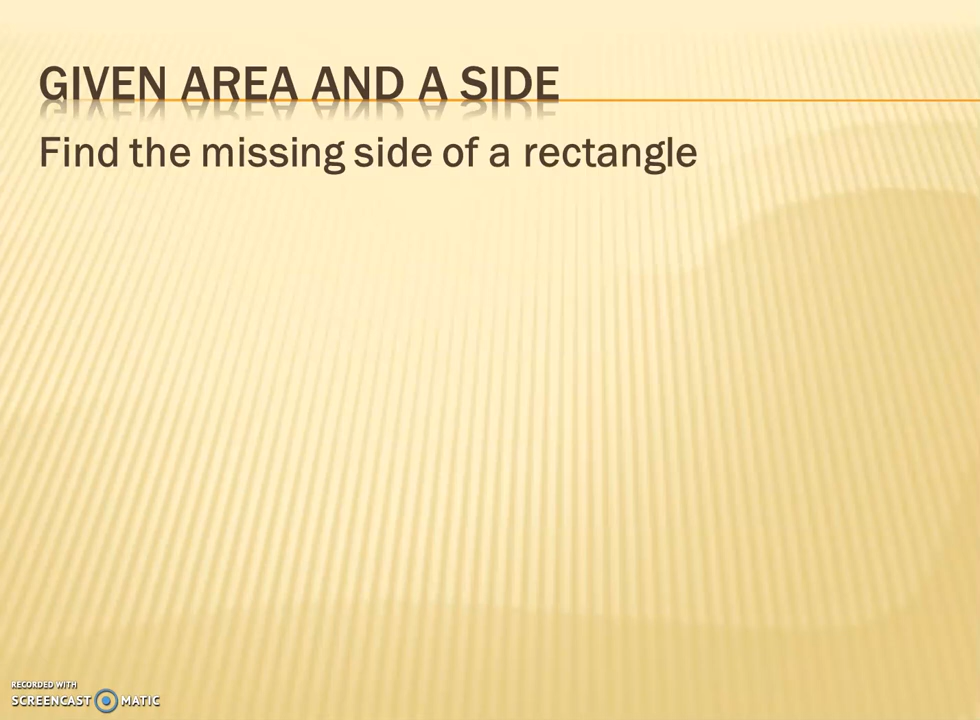 GIVEN AREA AND A SIDE
Find the missing side of a rectangle
RECORDED WITH
SCREENCAST MATIC